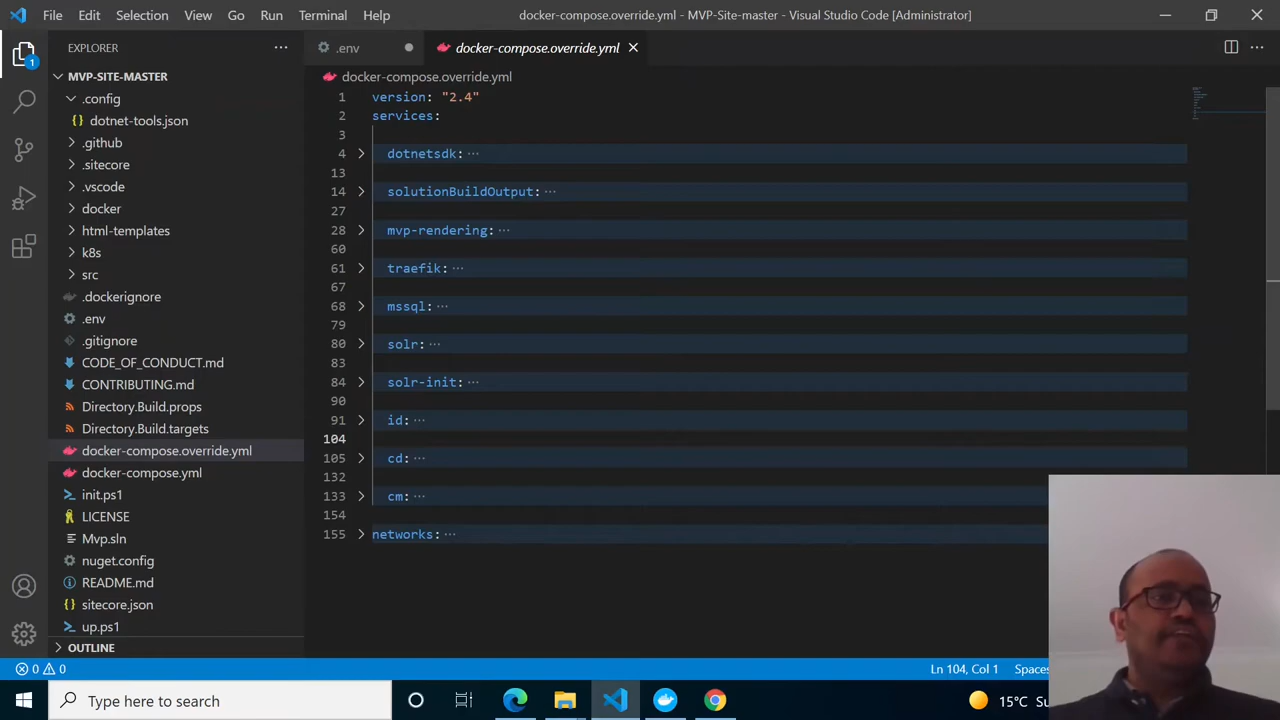 File Edit Selection View Go Run Terminal Help
docker-compose.override.yml - MVP-Site-master - Visual Studio Code [Administrator]
EXPLORER
.env
docker-compose.override.yml
MVP-SITE-MASTER
docker-compose.override.yml
.config
dotnet-tools.json
.github
.sitecore
.vscode
docker
html-templates
k8s
src
.dockerignore
.env
.gitignore
CODE_OF_CONDUCT.md
CONTRIBUTING.md
Directory.Build.props
Directory.Build.targets
docker-compose.override.yml
docker-compose.yml
init.ps1
LICENSE
Mvp.sln
nuget.config
README.md
sitecore.json
up.ps1
OUTLINE
1 version: "2.4"
2 services:
3
4 dotnetsdk: ···
13
14 solutionBuildOutput: ···
27
28 mvp-rendering: ···
60
61 traefik: ···
67
68 mssql: ···
79
80 solr: ···
83
84 solr-init: ···
90
91 id: ···
104
105 cd: ···
132
133 cm: ···
154
155 networks: ···
1
0 0
Ln 104, Col 1
Spaces
Type here to search
15°C